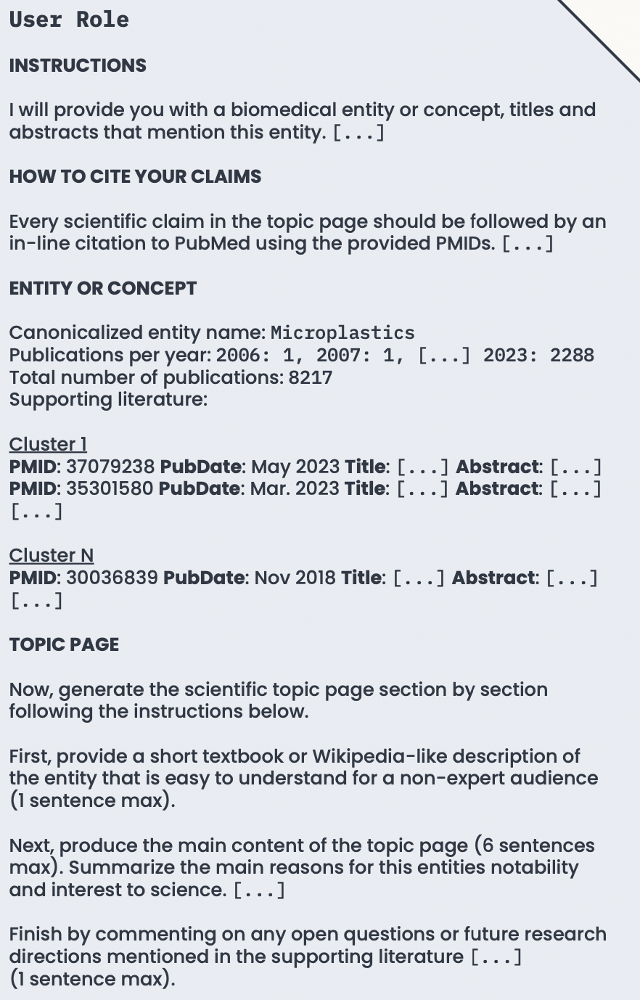 User Role
INSTRUCTIONS
I will provide you with a biomedical entity or concept, titles and
abstracts that mention this entity. [...]
HOW TO CITE YOUR CLAIMS
Every scientific claim in the topic page should be followed by an
in-line citation to PubMed using the provided PMIDs. [...]
ENTITY OR CONCEPT
Canonicalized entity name: Microplastics
Publications per year: 2006: 1, 2007: 1, [...] 2023: 2288
Total number of publications: 8217
Supporting literature:
Cluster 1
PMID: 37079238 PubDate: May 2023 Title: [...] Abstract: [...]
PMID: 35301580 PubDate: Mar. 2023 Title: [...] Abstract: [...]
[...]
Cluster N
PMID: 30036839 PubDate: Nov 2018 Title: [...] Abstract: [...]
[...]
TOPIC PAGE
Now, generate the scientific topic page section by section
following the instructions below.
First, provide a short textbook or Wikipedia-like description of
the entity that is easy to understand for a non-expert audience
(1 sentence max).
Next, produce the main content of the topic page (6 sentences
max). Summarize the main reasons for this entities notability
and interest to science. [...]
Finish by commenting on any open questions or future research
directions mentioned in the supporting literature [...]
(1 sentence max).